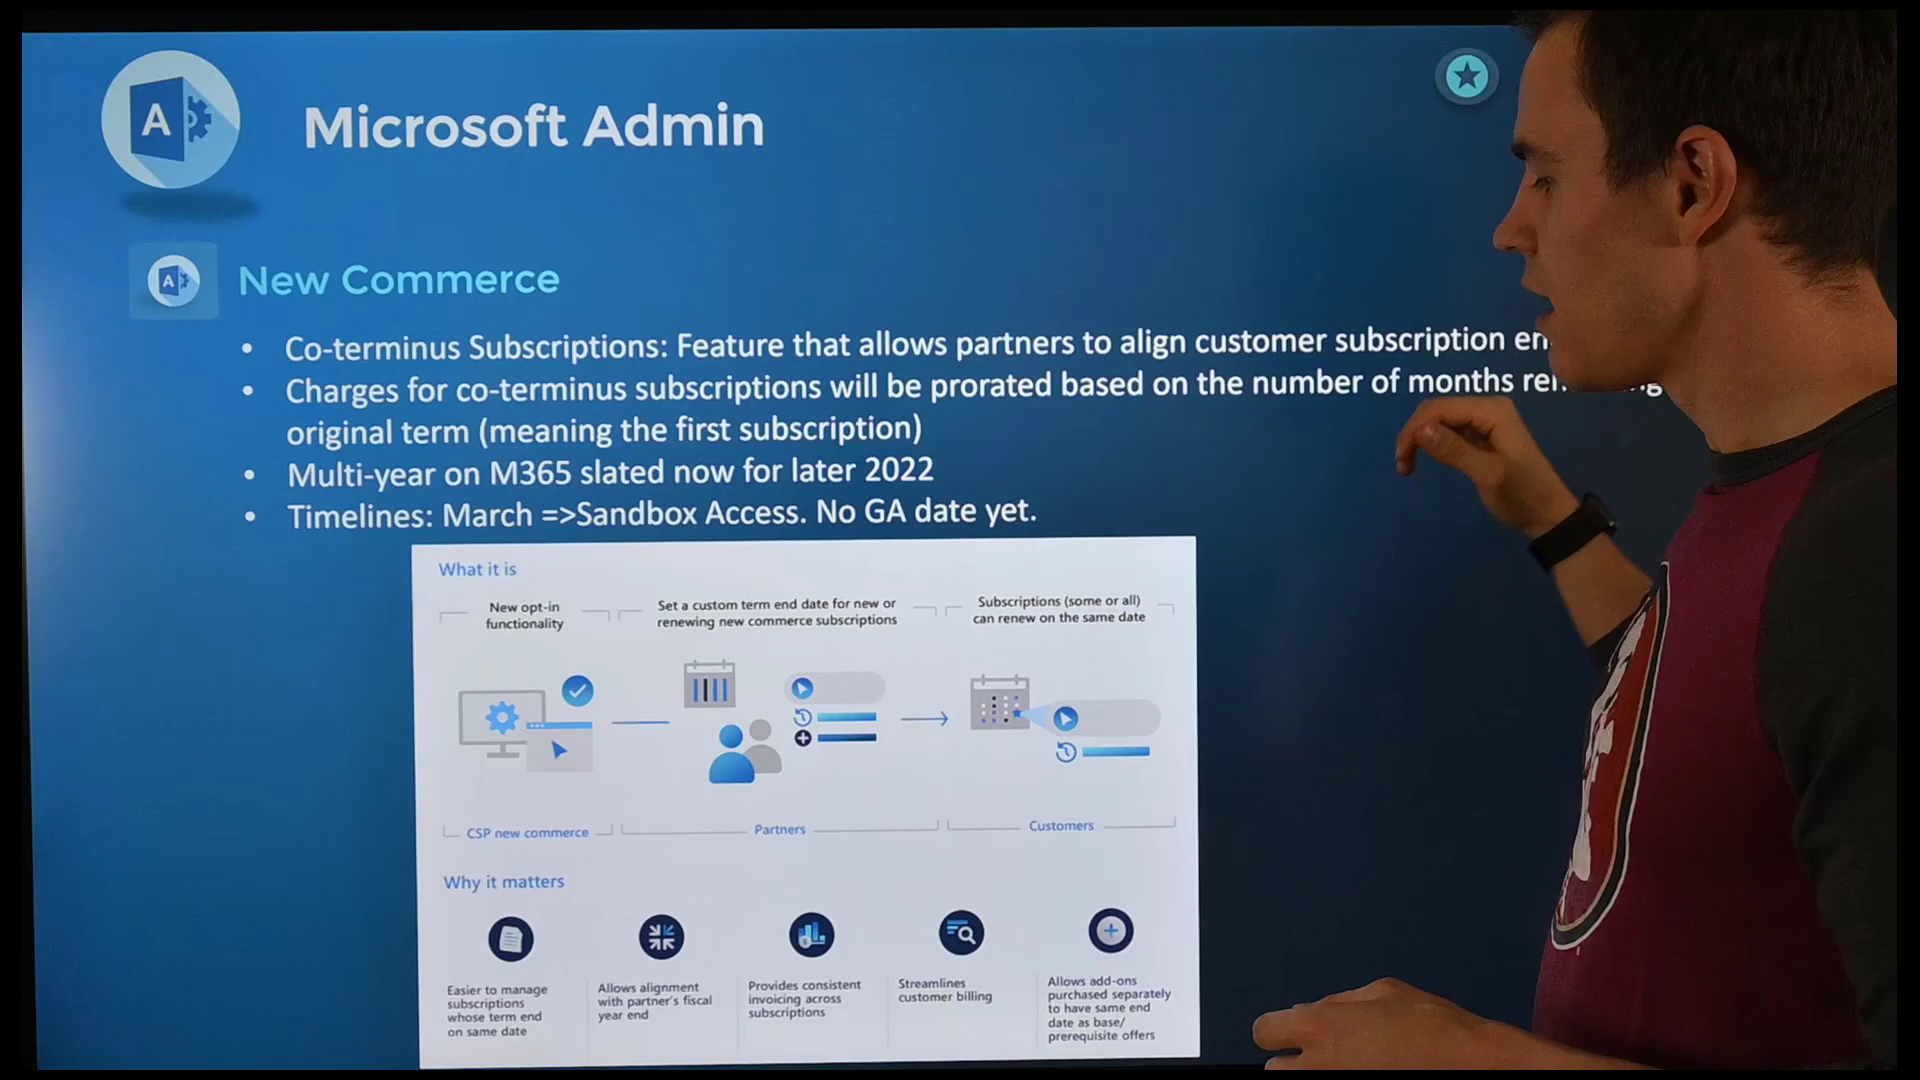 A
Microsoft Admin
A
New Commerce
• Co-terminus Subscriptions: Feature that allows partners to align customer subscription
• Charges for co-terminus subscriptions will be prorated based on the number of months
original term (meaning the first subscription)
• Multi-year on M365 slated now for later 2022
• Timelines: March =>Sandbox Access. No GA date yet.
What it is
New opt-in
functionality
Set a custom term end date for new or
renewing new commerce subscriptions
Subscriptions (some or all)
can renew on the same date
CSP new commerce
Partners
Customers
Why it matters
Easier to manage
subscriptions
whose term end
on same date
Allows alignment
with partner's fiscal
year end
Provides consistent
invoicing across
subscriptions
Streamlines
customer billing
Allows add-ons
purchased separately
to have same end
date as base/
prerequisite offers